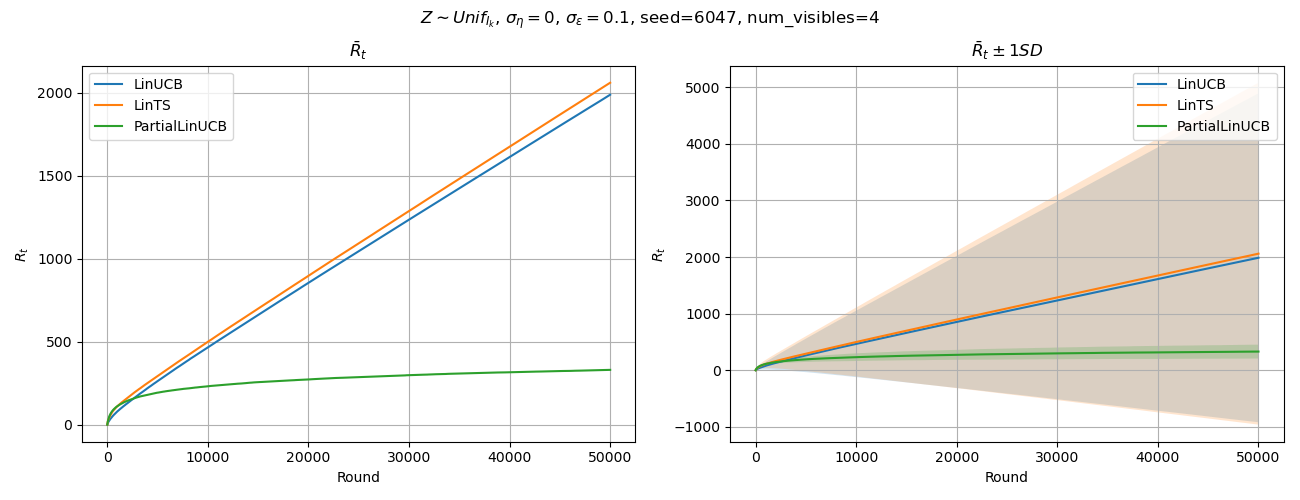 Z ~ Unif_{I_k}, σ_η = 0, σ_ε = 0.1, seed=6047, num_visibles=4
R̄_t
LinUCB
LinTS
PartialLinUCB
2000
1500
1000
500
0
R_t
0 10000 20000 30000 40000 50000
Round
R̄_t ± 1SD
LinUCB
LinTS
PartialLinUCB
5000
4000
3000
2000
1000
0
−1000
R_t
0 10000 20000 30000 40000 50000
Round